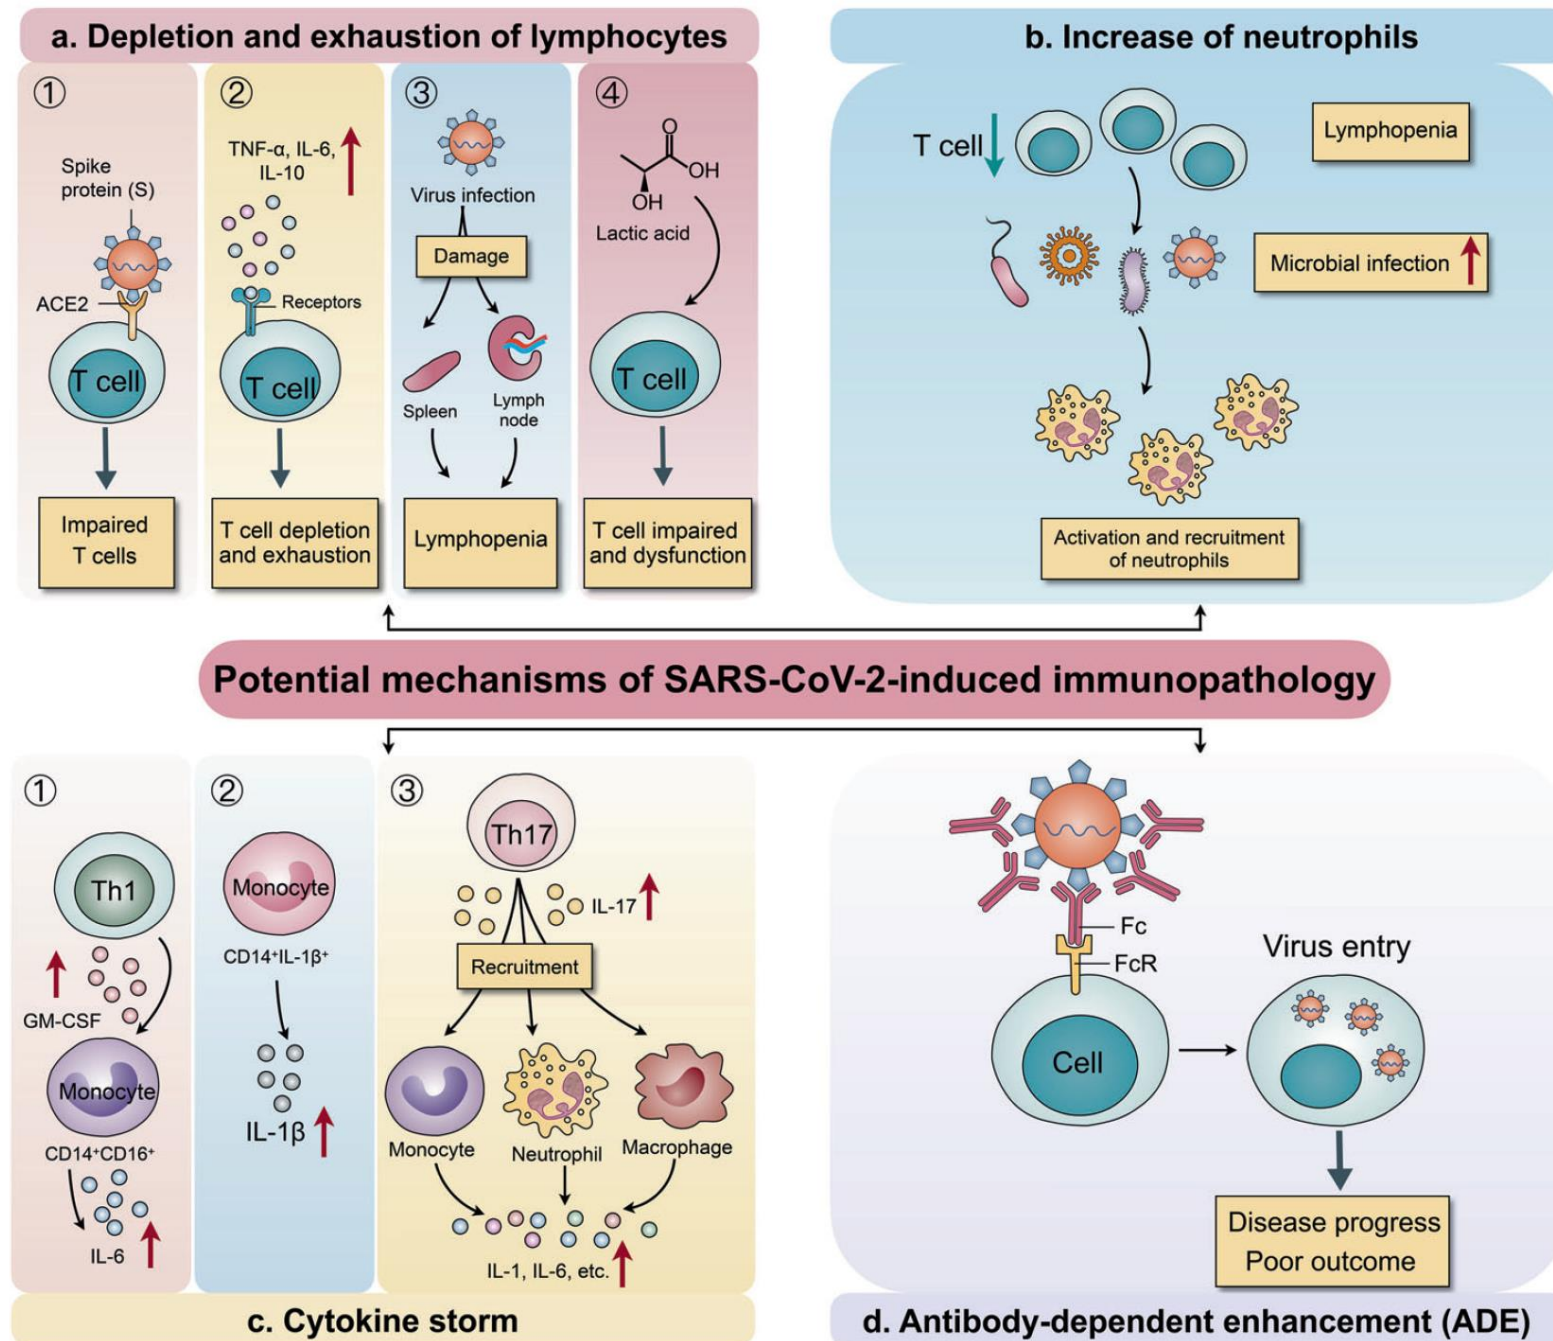 a. Depletion and exhaustion of lymphocytes
①
Spike
protein (S)
ACE2
T cell
Impaired
T cells
②
TNF-α, IL-6,
IL-10
Receptors
T cell
T cell depletion
and exhaustion
③
Virus infection
Damage
Spleen
Lymph
node
Lymphopenia
④
O
OH
OH
Lactic acid
T cell
T cell impaired
and dysfunction
b. Increase of neutrophils
T cell
Lymphopenia
Microbial infection
Activation and recruitment
of neutrophils
Potential mechanisms of SARS-CoV-2-induced immunopathology
①
Th1
GM-CSF
Monocyte
CD14⁺CD16⁺
IL-6
②
Monocyte
CD14⁺IL-1β⁺
IL-1β
③
Th17
IL-17
Recruitment
Monocyte
Neutrophil
Macrophage
IL-1, IL-6, etc.
c. Cytokine storm
Fc
FcR
Cell
Virus entry
Disease progress
Poor outcome
d. Antibody-dependent enhancement (ADE)